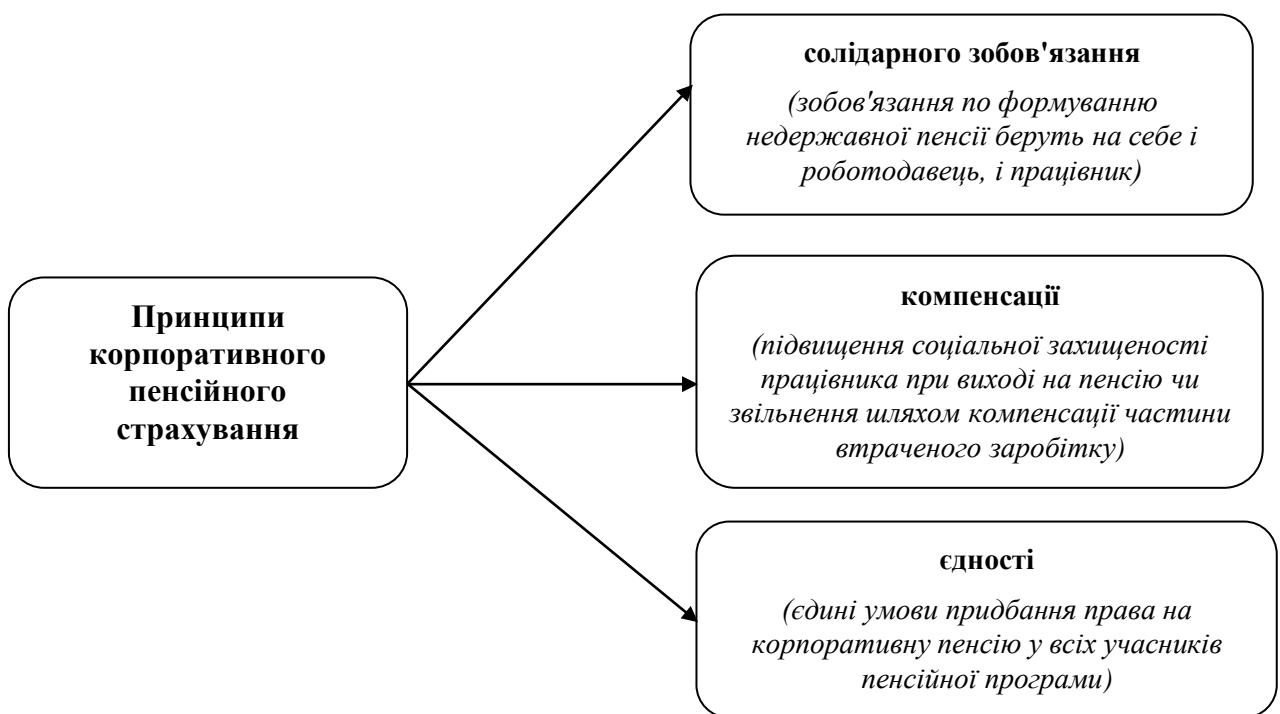 Принципи
корпоративного
пенсійного
страхування
солідарного зобов'язання
(зобов'язання по формуванню
недержавної пенсії беруть на себе і
роботодавець, і працівник)
компенсації
(підвищення соціальної захищеності
працівника при виході на пенсію чи
звільнення шляхом компенсації частини
втраченого заробітку)
єдності
(єдині умови придбання права на
корпоративну пенсію у всіх учасників
пенсійної програми)